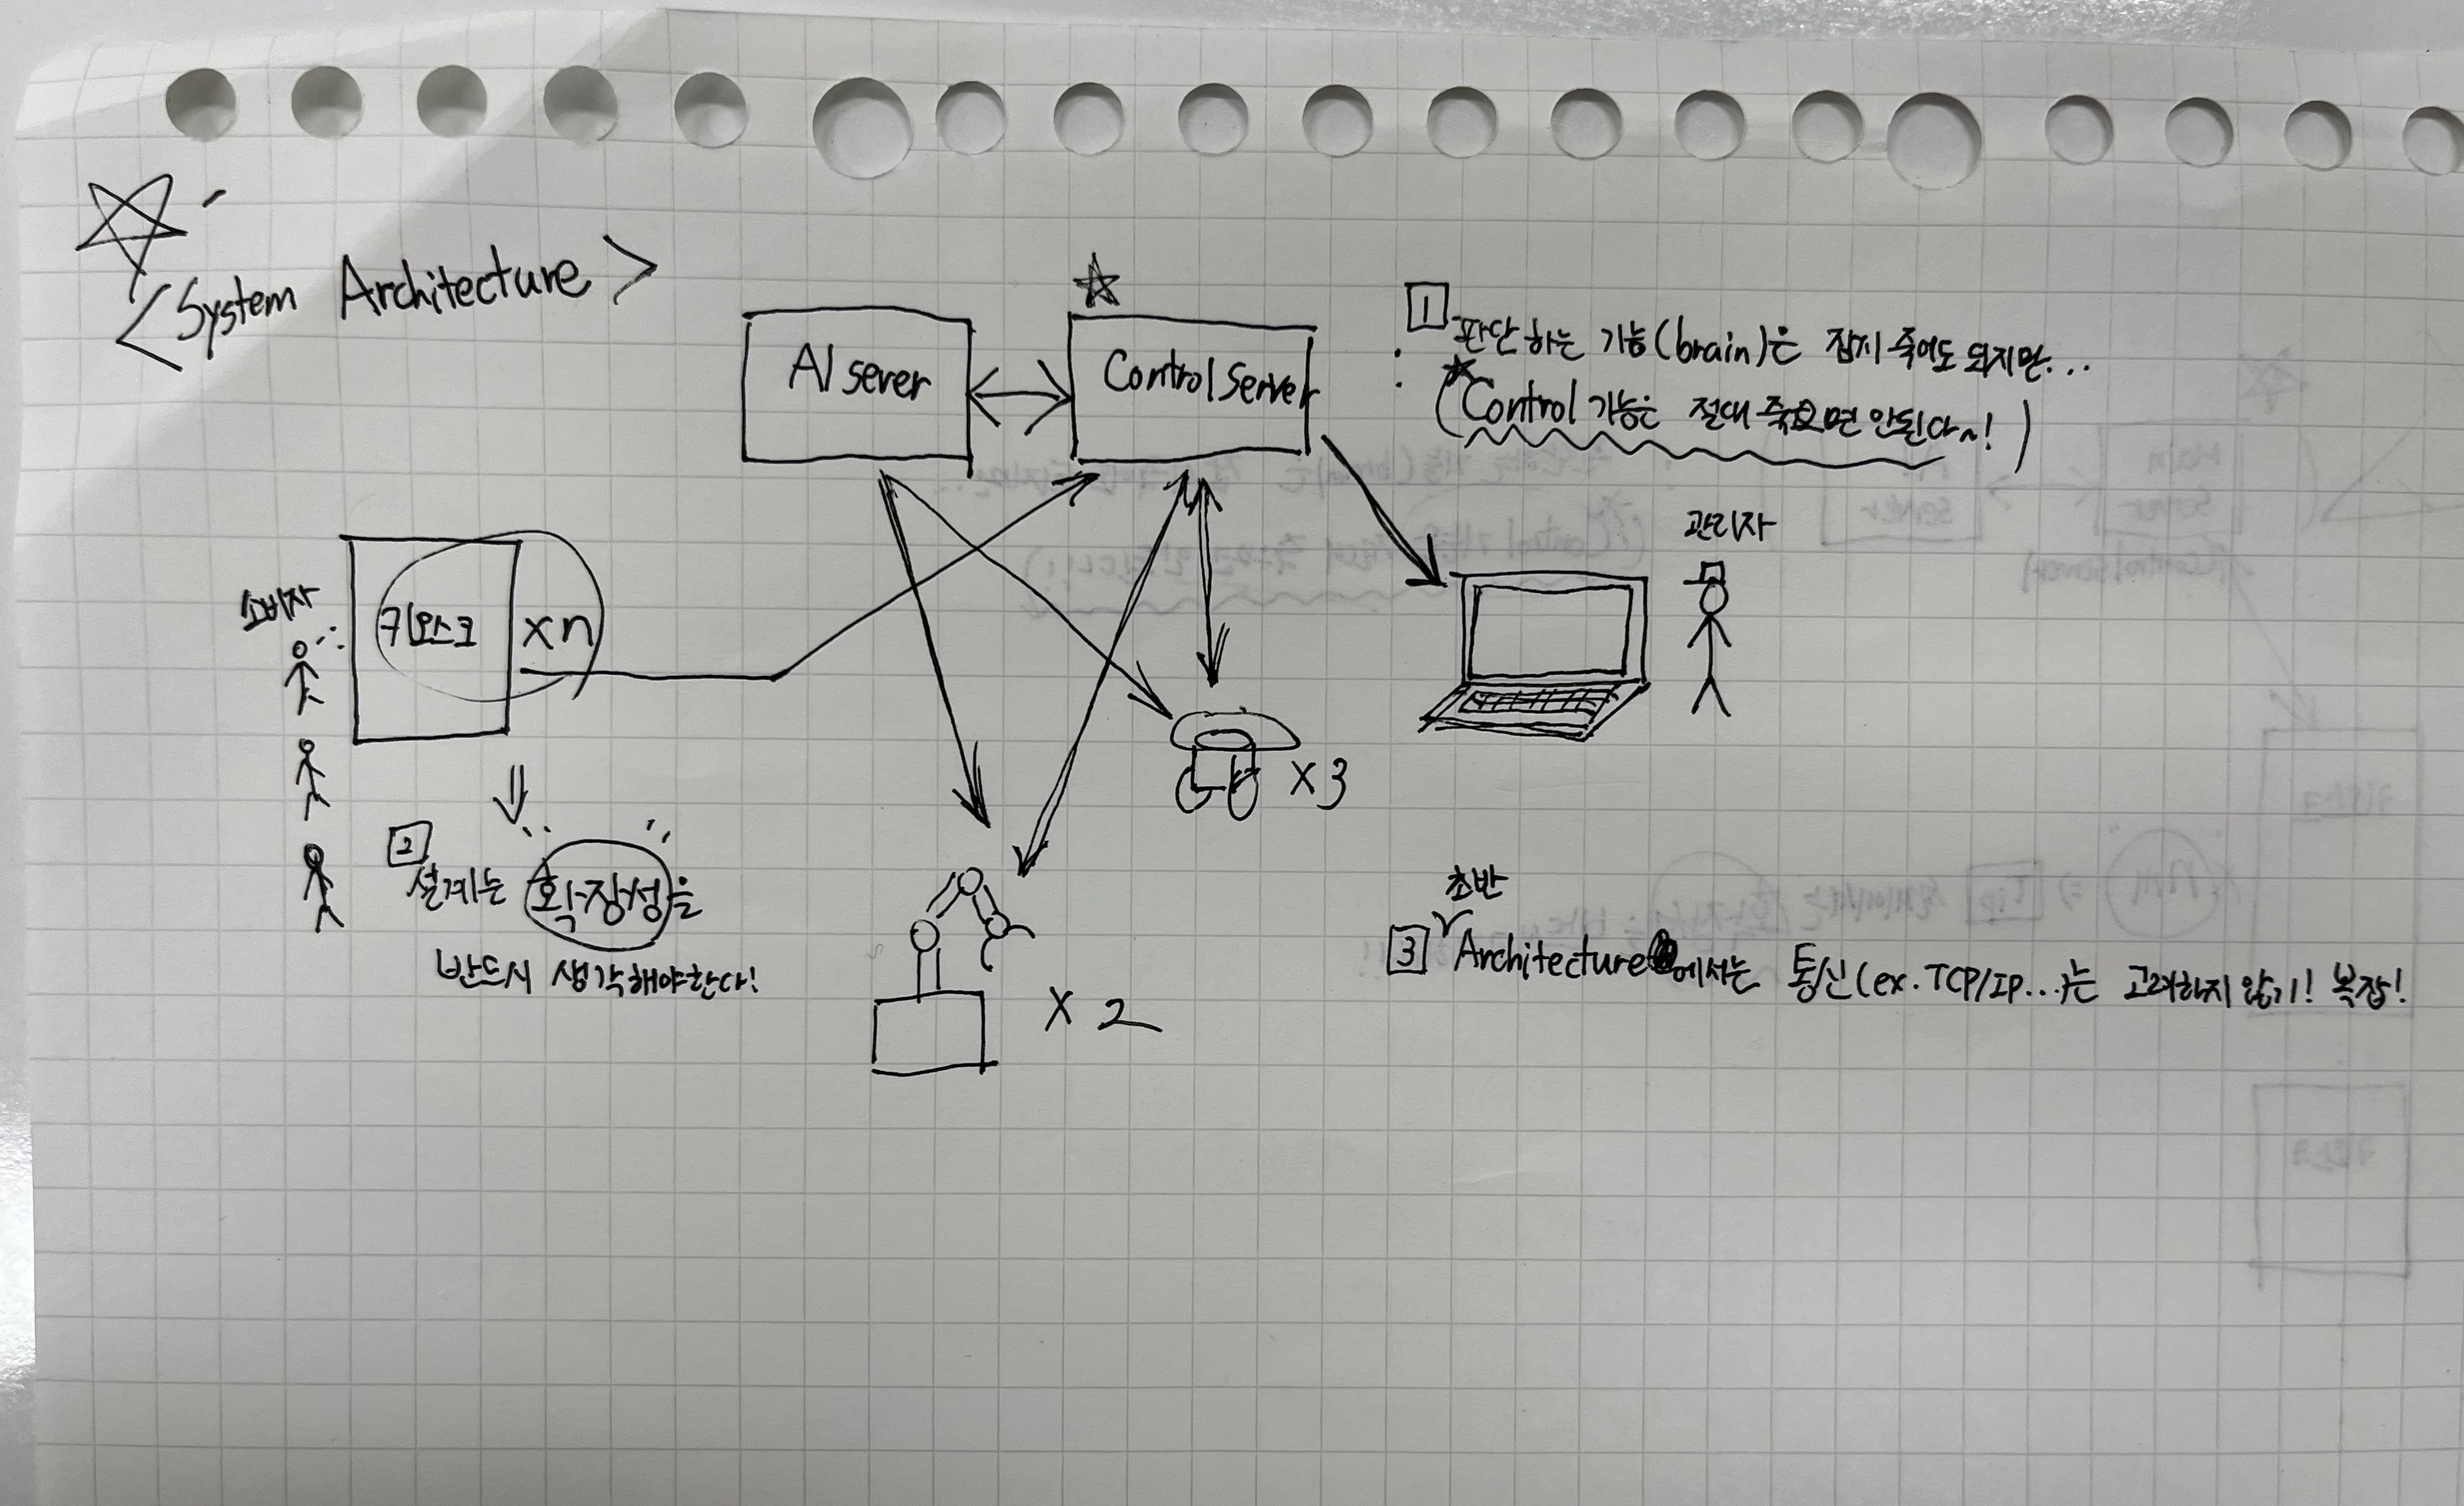 <System Architecture>
AI server
Control Server
1 판단하는 기능(brain)은 잠시 죽어도 되지만...
(Control 기능은 절대 죽으면 안된다~!)
관리자
소비자
키오스크 xn
x3
2 설계는 확장성을
반드시 생각해야한다!
x 2
초반
3 Architecture에서는 통신(ex. TCP/IP...)는 고려하지 않기! 복잡!